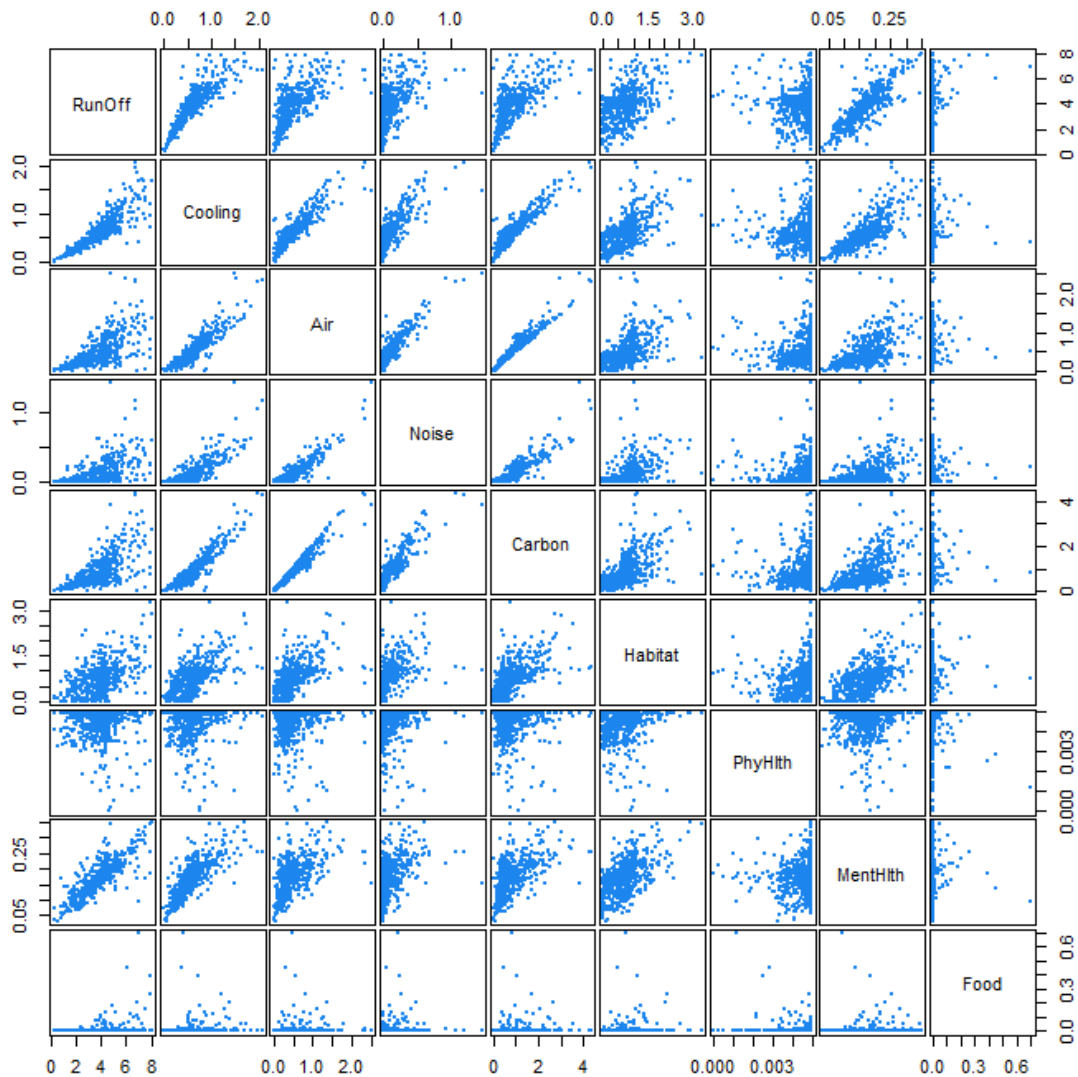 0.0 1.0 2.0 0.0 1.0 0.0 1.5 3.0 0.05 0.25
RunOff 0 2 4 6 8
0.0 1.0 2.0 Cooling
Air 0.0 1.0 2.0
0.0 1.0 Noise
Carbon 0 2 4
0.0 1.5 3.0 Habitat
PhyHlth 0.000 0.003
0.05 0.25 MentHlth
Food 0.0 0.3 0.6
0 2 4 6 8 0.0 1.0 2.0 0 2 4 0.000 0.003 0.0 0.3 0.6